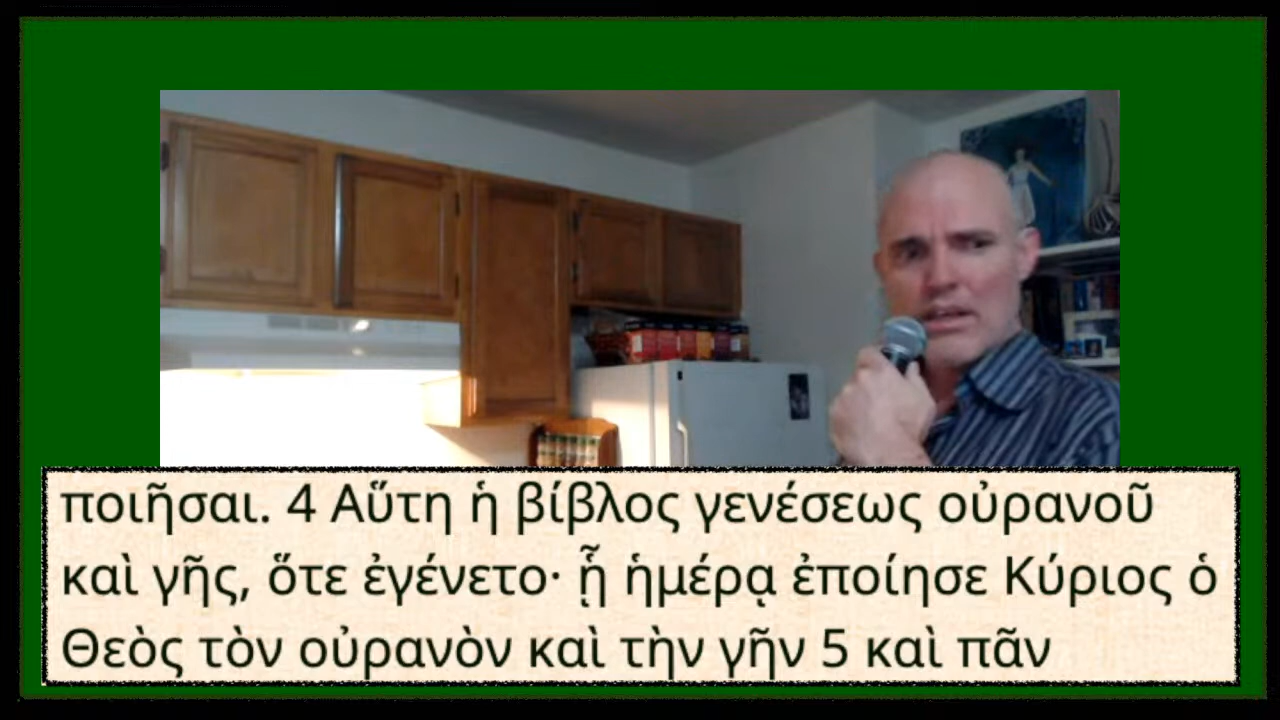 ποιῆσαι. 4 Αὕτη ἡ βίβλος γενέσεως οὐρανοῦ
καὶ γῆς, ὅτε ἐγένετο· ᾗ ἡμέρᾳ ἐποίησε Κύριος ὁ
Θεὸς τὸν οὐρανὸν καὶ τὴν γῆν 5 καὶ πᾶν